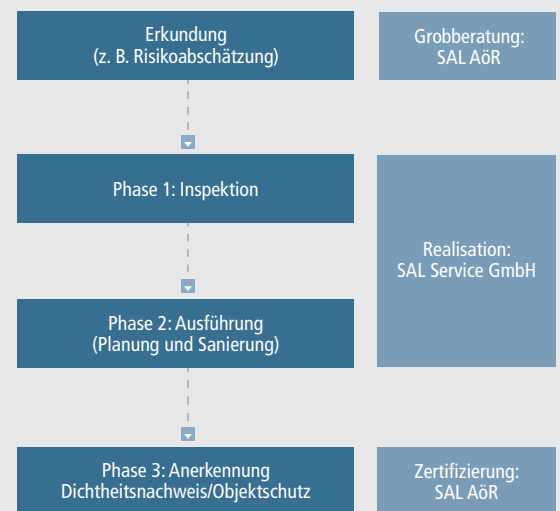 Erkundung
(z. B. Risikoabschätzung)
Grobberatung:
SAL AöR
Phase 1: Inspektion
Realisation:
SAL Service GmbH
Phase 2: Ausführung
(Planung und Sanierung)
Phase 3: Anerkennung
Dichtheitsnachweis/Objektschutz
Zertifizierung:
SAL AöR